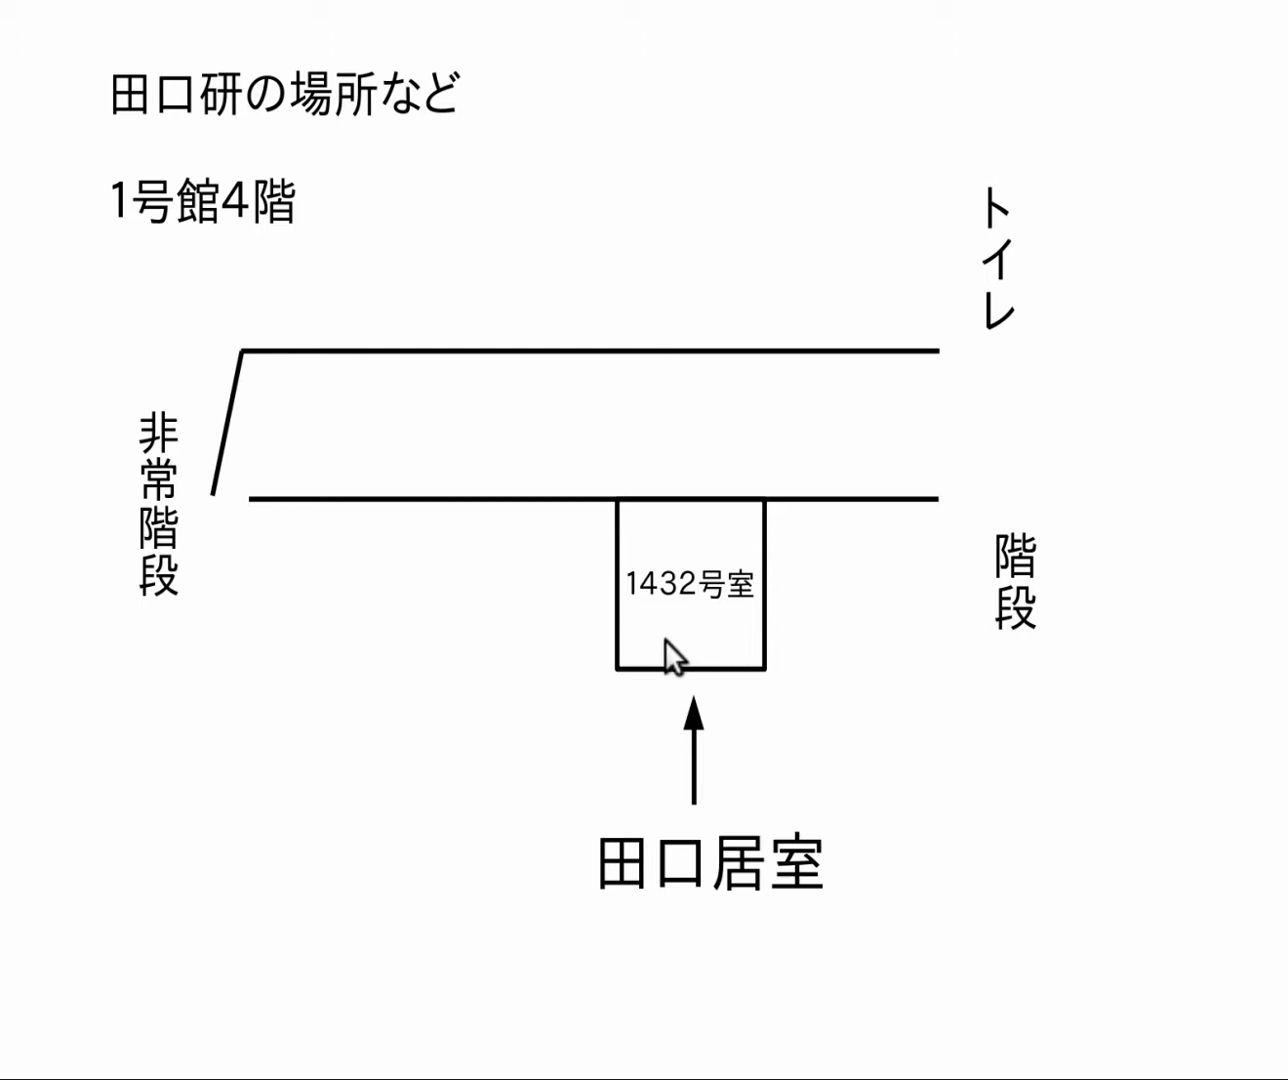 田口研の場所など
1号館4階
トイレ
非常階段
1432号室
階段
田口居室